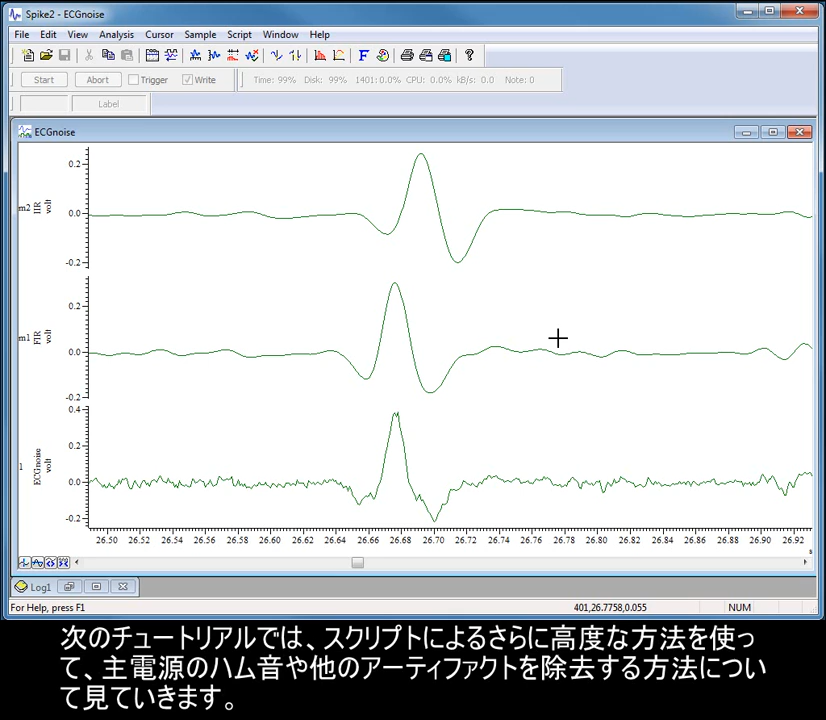 Spike2 - ECGnoise
File Edit View Analysis Cursor Sample Script Window Help
Start Abort Trigger Write Time: 99% Disk: 99% 1401: 0.0% CPU: 0.0% kB/s: 0.0 Note: 0
Label
ECGnoise
0.2
m2 IIR volt 0.0
-0.2
0.2
m1 FIR volt 0.0
-0.2
0.4
0.2
1 ECGnoise volt 0.0
-0.2
26.50 26.52 26.54 26.56 26.58 26.60 26.62 26.64 26.66 26.68 26.70 26.72 26.74 26.76 26.78 26.80 26.82 26.84 26.86 26.88 26.90 26.92
s
Log1
For Help, press F1 401,26.7758,0.055 NUM
次のチュートリアルでは、スクリプトによるさらに高度な方法を使っ
て、主電源のハム音や他のアーティファクトを除去する方法につい
て見ていきます。